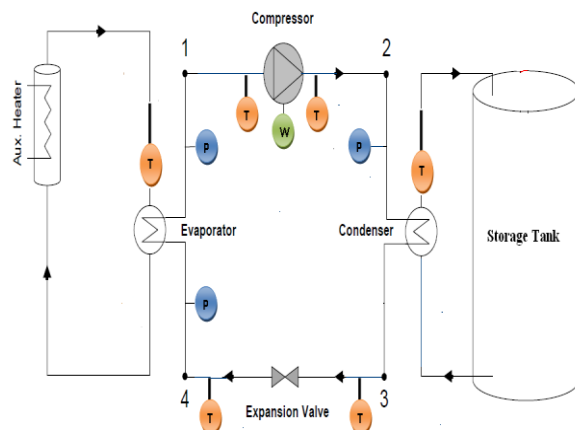 Compressor
1
2
Aux. Heater
T
T
W
T
T
P
P
Evaporator
Condenser
Storage Tank
P
4
3
Expansion Valve
T
T